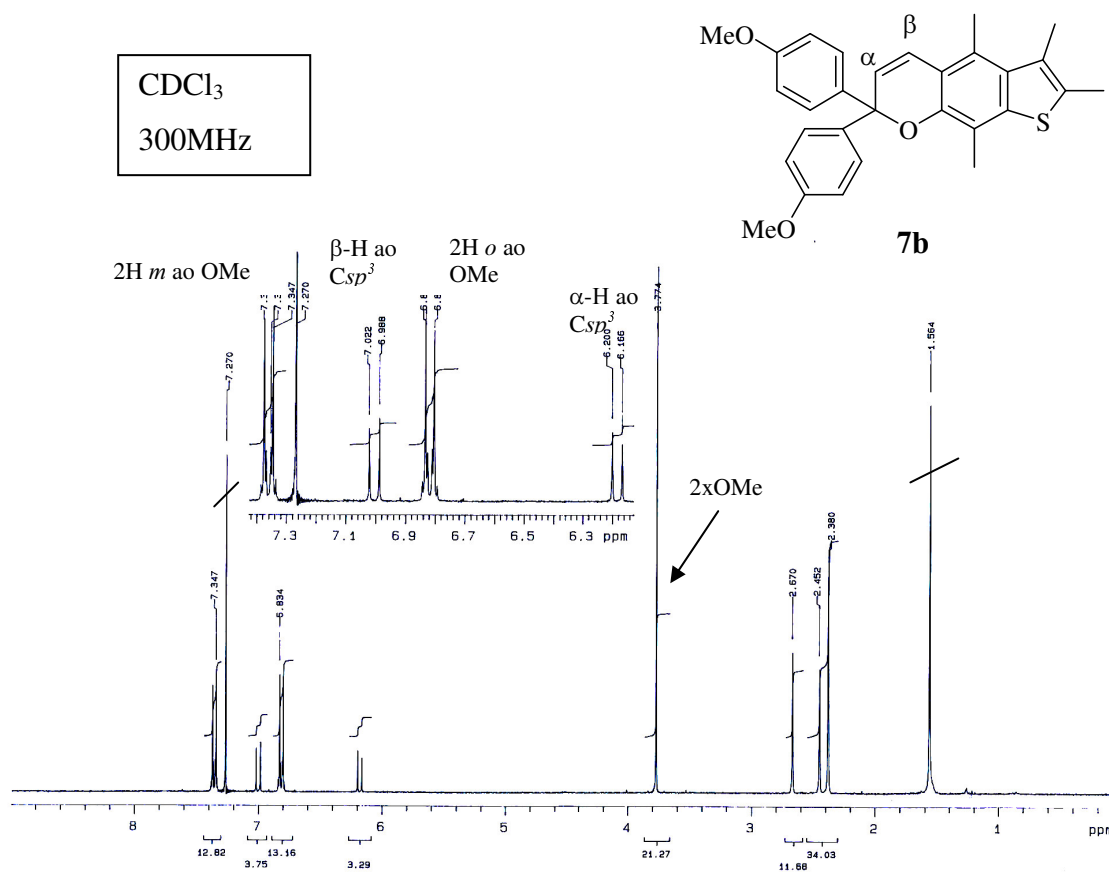 CDCl₃
300MHz
MeO
α
β
O
S
MeO
7b
2H m ao OMe
β-H ao
Csp³
2H o ao
OMe
α-H ao
Csp³
7.347
7.270
7.022
6.988
6.200
6.166
7.3 7.1 6.9 6.7 6.5 6.3 ppm
2xOMe
7.270
7.347
6.834
3.774
2.670
2.452
2.380
1.564
8 7 6 5 4 3 2 1 ppm
12.82
3.75
13.16
3.29
21.27
11.66
34.03